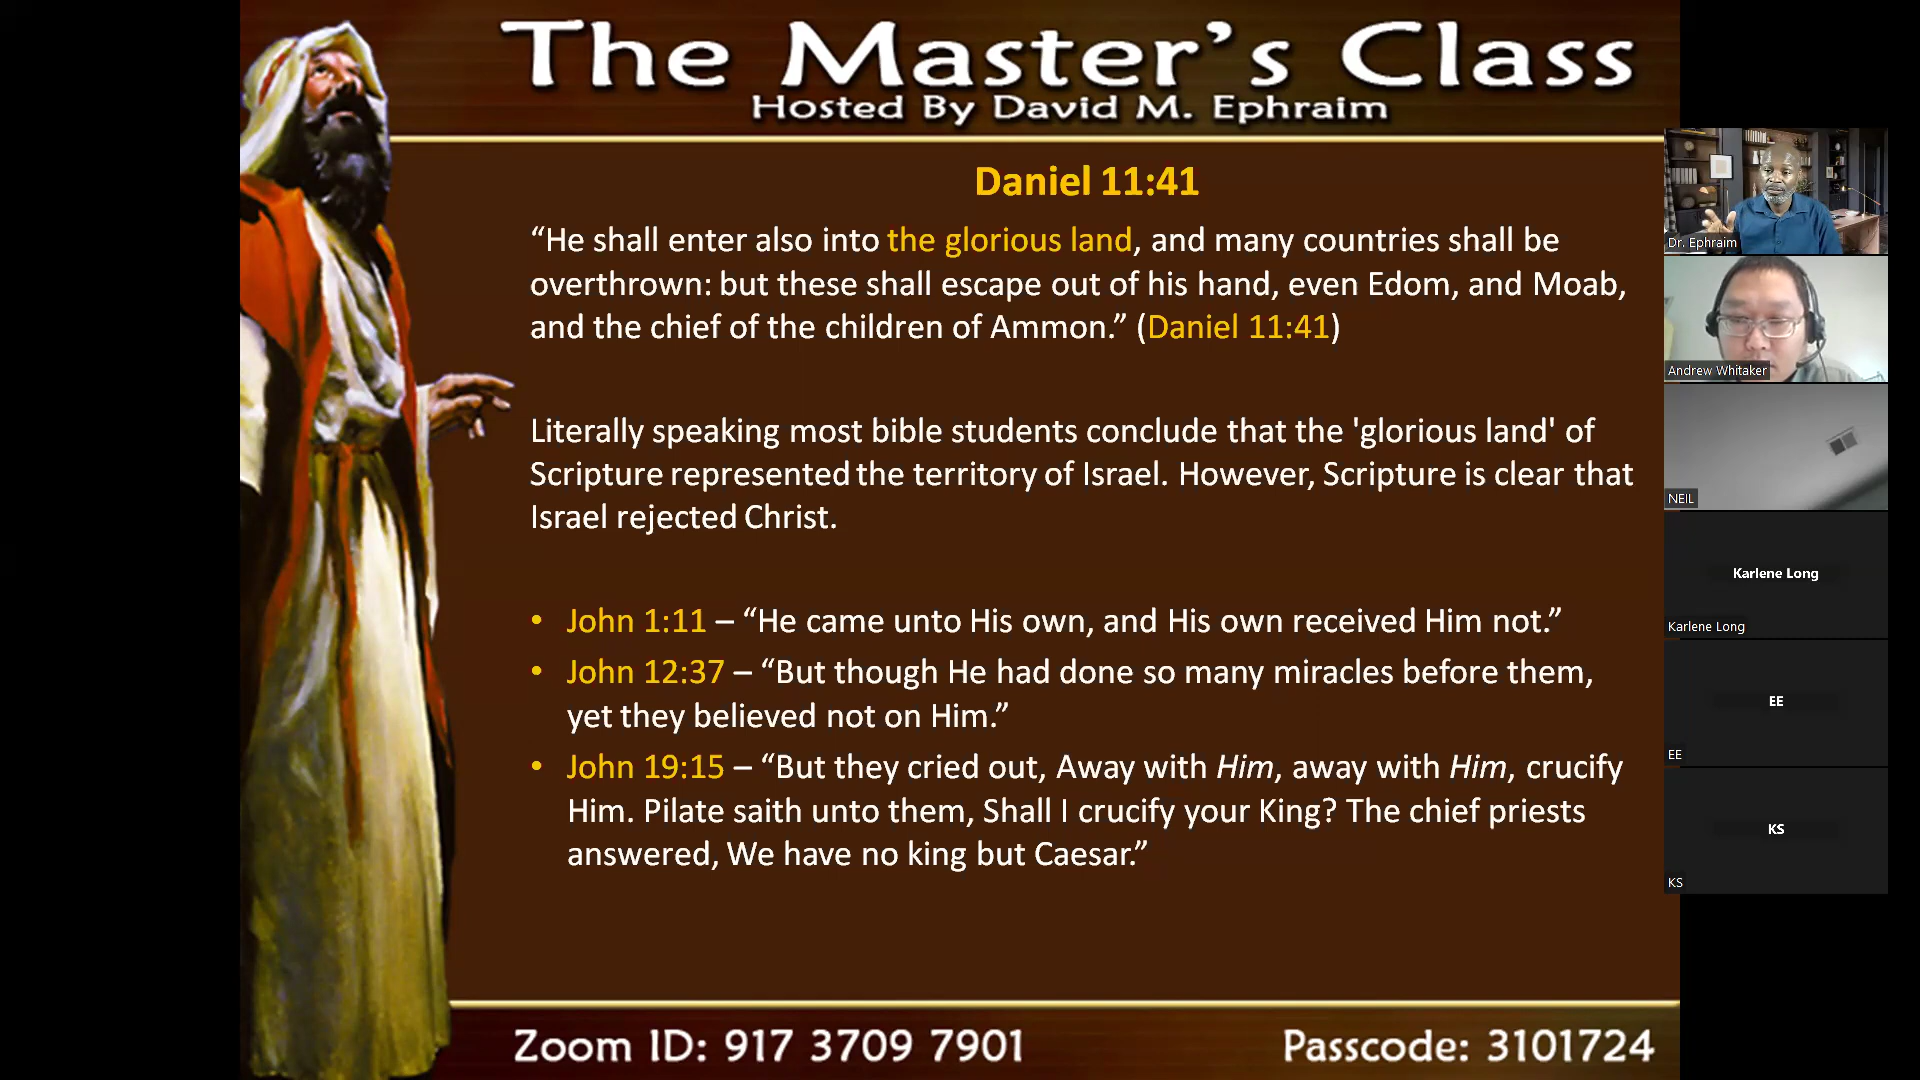 The Master's Class
Hosted By David M. Ephraim
Daniel 11:41
“He shall enter also into the glorious land, and many countries shall be
overthrown: but these shall escape out of his hand, even Edom, and Moab,
and the chief of the children of Ammon.” (Daniel 11:41)
Literally speaking most bible students conclude that the 'glorious land' of
Scripture represented the territory of Israel. However, Scripture is clear that
Israel rejected Christ.
• John 1:11 – “He came unto His own, and His own received Him not.”
• John 12:37 – “But though He had done so many miracles before them,
yet they believed not on Him.”
• John 19:15 – “But they cried out, Away with Him, away with Him, crucify
Him. Pilate saith unto them, Shall I crucify your King? The chief priests
answered, We have no king but Caesar.”
Zoom ID: 917 3709 7901
Passcode: 3101724
Dr. Ephraim
Andrew Whitaker
NEIL
Karlene Long
Karlene Long
EE
EE
KS
KS